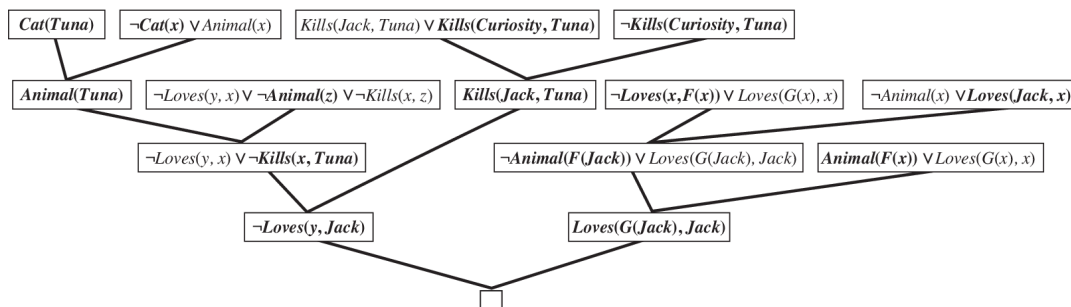 Cat(Tuna) ¬Cat(x) ∨ Animal(x) Kills(Jack, Tuna) ∨ Kills(Curiosity, Tuna) ¬Kills(Curiosity, Tuna)
Animal(Tuna) ¬Loves(y, x) ∨ ¬Animal(z) ∨ ¬Kills(x, z) Kills(Jack, Tuna) ¬Loves(x, F(x)) ∨ Loves(G(x), x) ¬Animal(x) ∨ Loves(Jack, x)
¬Loves(y, x) ∨ ¬Kills(x, Tuna) ¬Animal(F(Jack)) ∨ Loves(G(Jack), Jack) Animal(F(x)) ∨ Loves(G(x), x)
¬Loves(y, Jack) Loves(G(Jack), Jack)